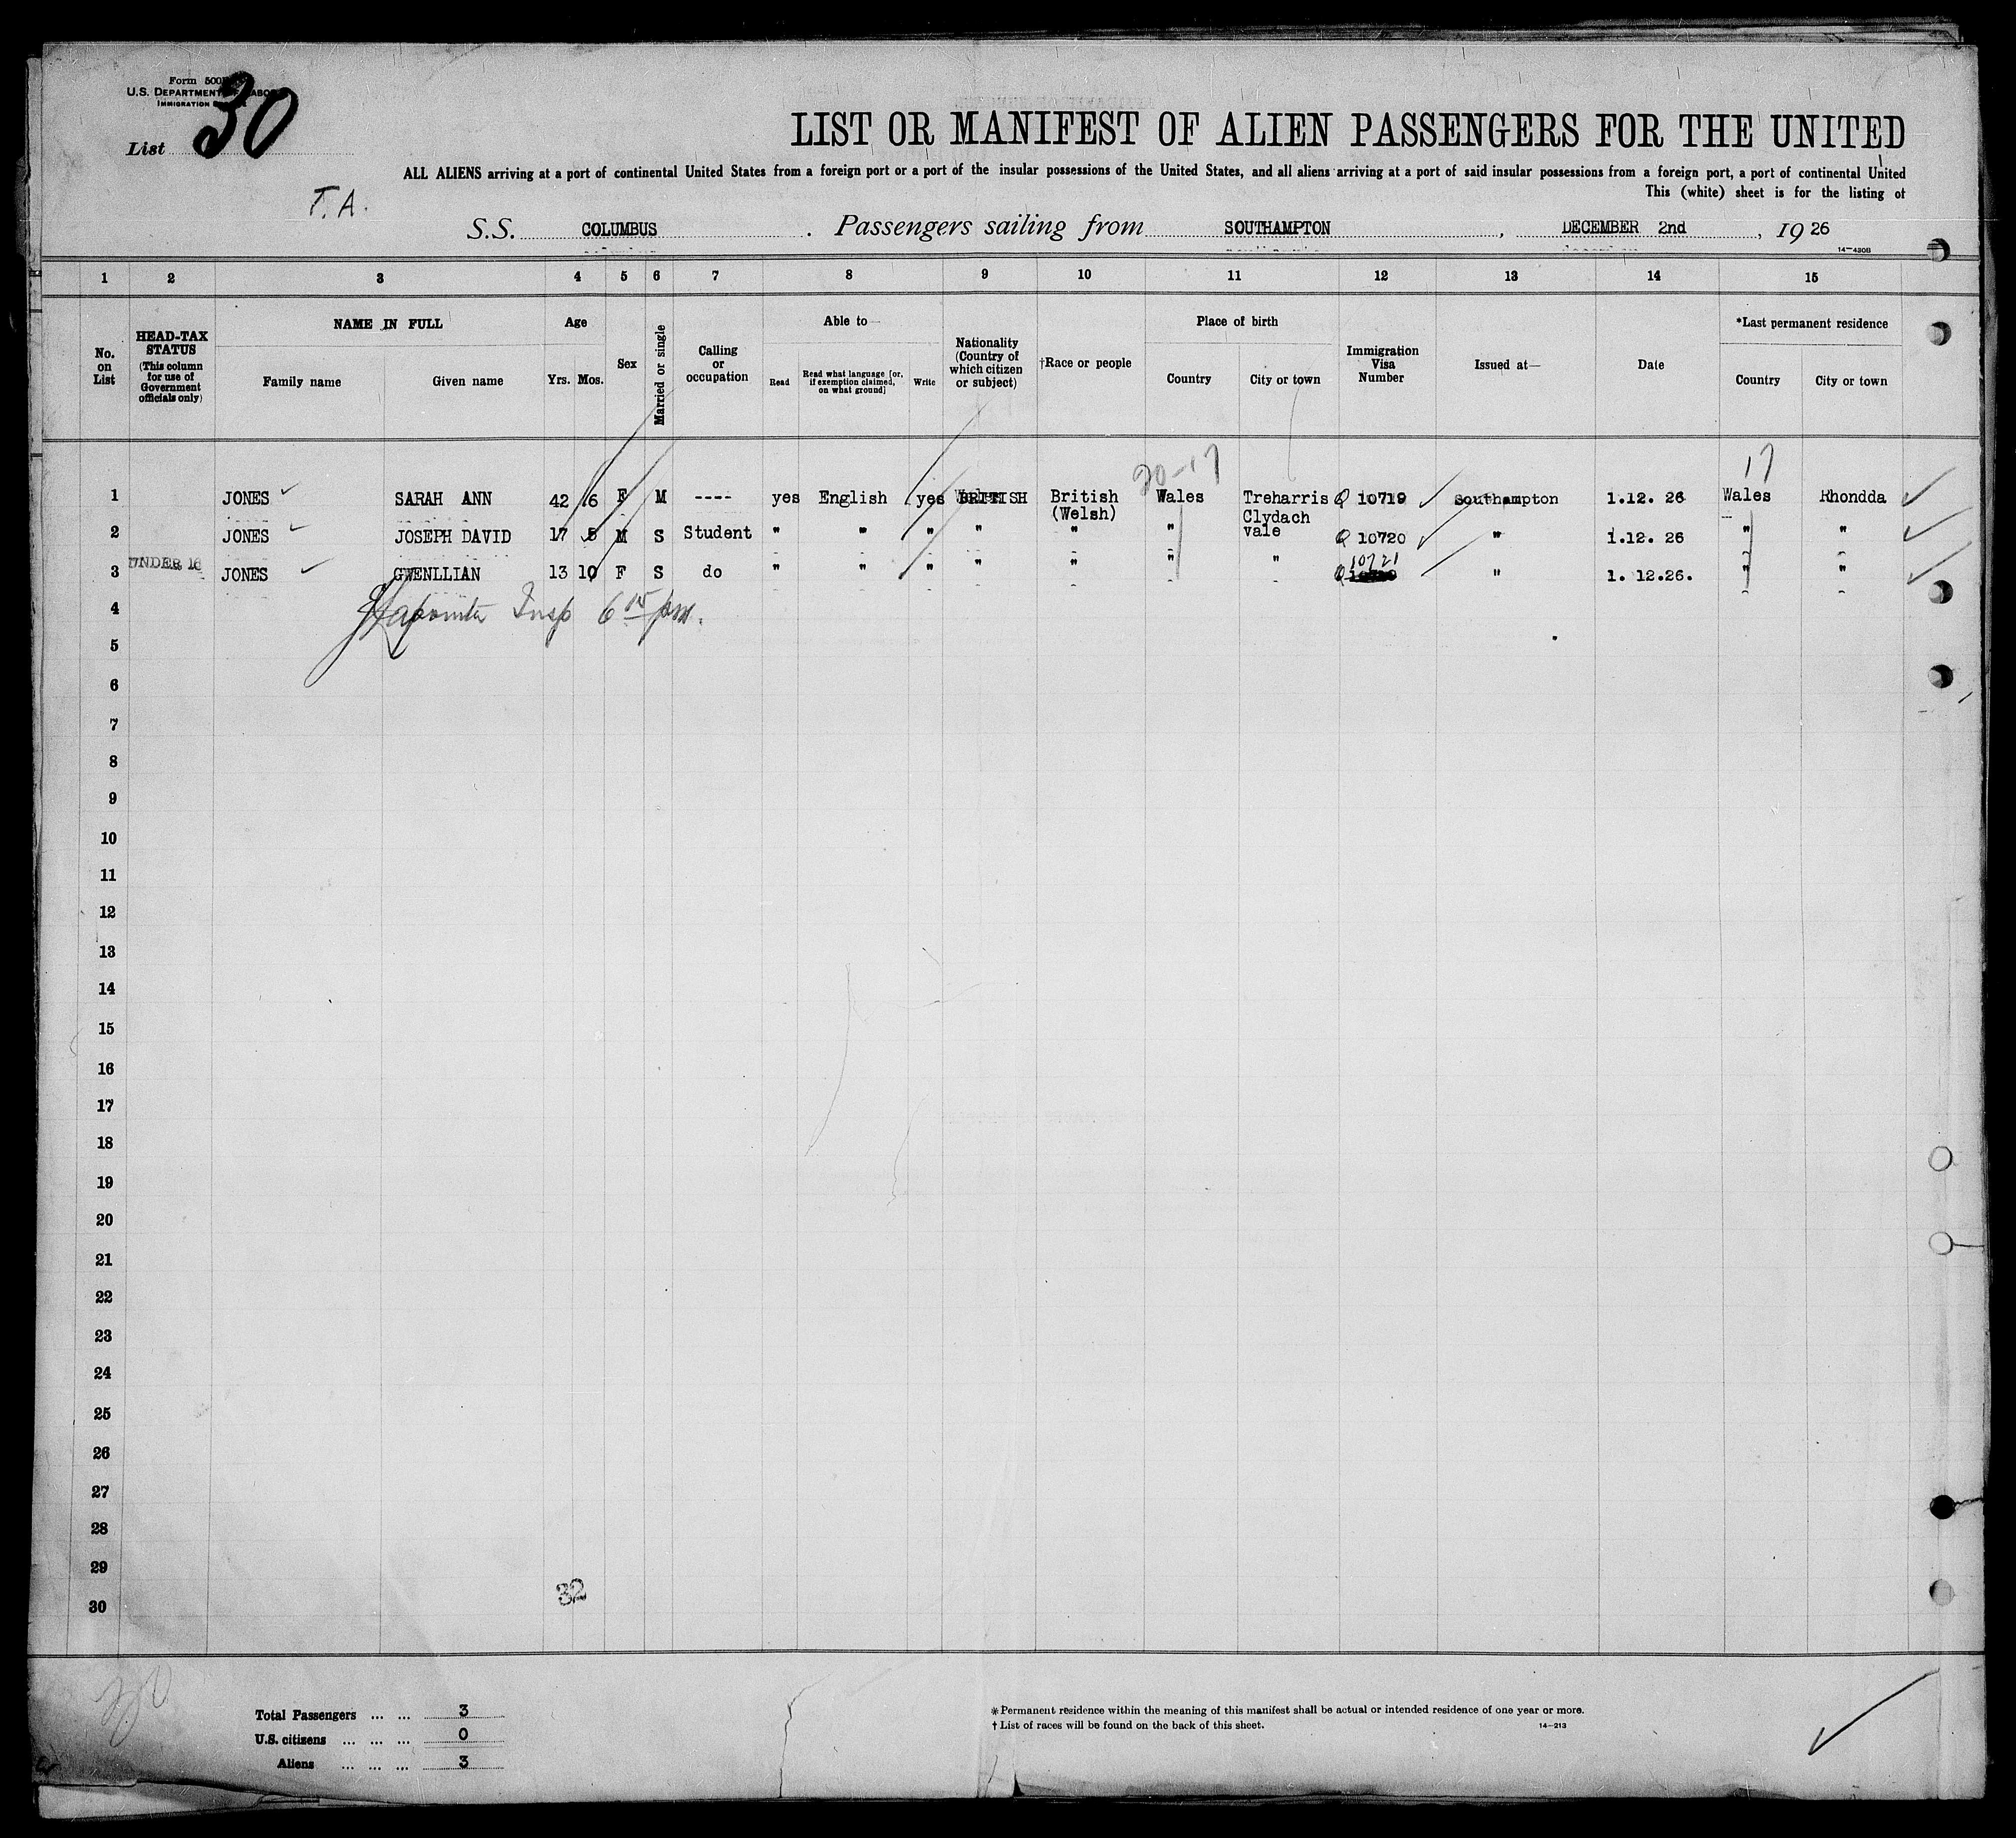 Form 500
U.S. DEPARTMENT OF LABOR
IMMIGRATION
List 30
LIST OR MANIFEST OF ALIEN PASSENGERS FOR THE UNITED
ALL ALIENS arriving at a port of continental United States from a foreign port or a port of the insular possessions of the United States, and all aliens arriving at a port of said insular possessions from a foreign port, a port of continental United
This (white) sheet is for the listing of
T. A.
S.S. COLUMBUS. Passengers sailing from SOUTHAMPTON, DECEMBER 2nd, 1926
14—430B
1 2 3 4 5 6 7 8 9 10 11 12 13 14 15
No. on List
HEAD-TAX STATUS (This column for use of Government officials only)
NAME IN FULL
Family name Given name
Age
Yrs. Mos.
Sex
Married or single
Calling or occupation
Able to—
Read
Read what language [or, if exemption claimed, on what ground]
Write
Nationality (Country of which citizen or subject)
†Race or people
Place of birth
Country City or town
Immigration Visa Number
Issued at—
Date
*Last permanent residence
Country City or town
20-17 17
1 JONES SARAH ANN 42 6 F M ---- yes English yes BRITISH British (Welsh) Wales Treharris Q 10719 Southampton 1.12. 26 Wales Rhondda
2 JONES JOSEPH DAVID 17 5 M S Student " " " " " " Clydach vale Q 10720 " 1.12. 26 " "
UNDER 16
3 JONES GWENLLIAN 13 10 F S do " " " " " " " Q 10721 " 1. 12.26. " "
4
Insp 6 15 pm.
5
6
7
8
9
10
11
12
13
14
15
16
17
18
19
20
21
22
23
24
25
26
27
28
29
32
30
Total Passengers ... ... 3
U.S. citizens ... ... ... 0
Aliens ... ... ... 3
*Permanent residence within the meaning of this manifest shall be actual or intended residence of one year or more.
†List of races will be found on the back of this sheet.
14—213